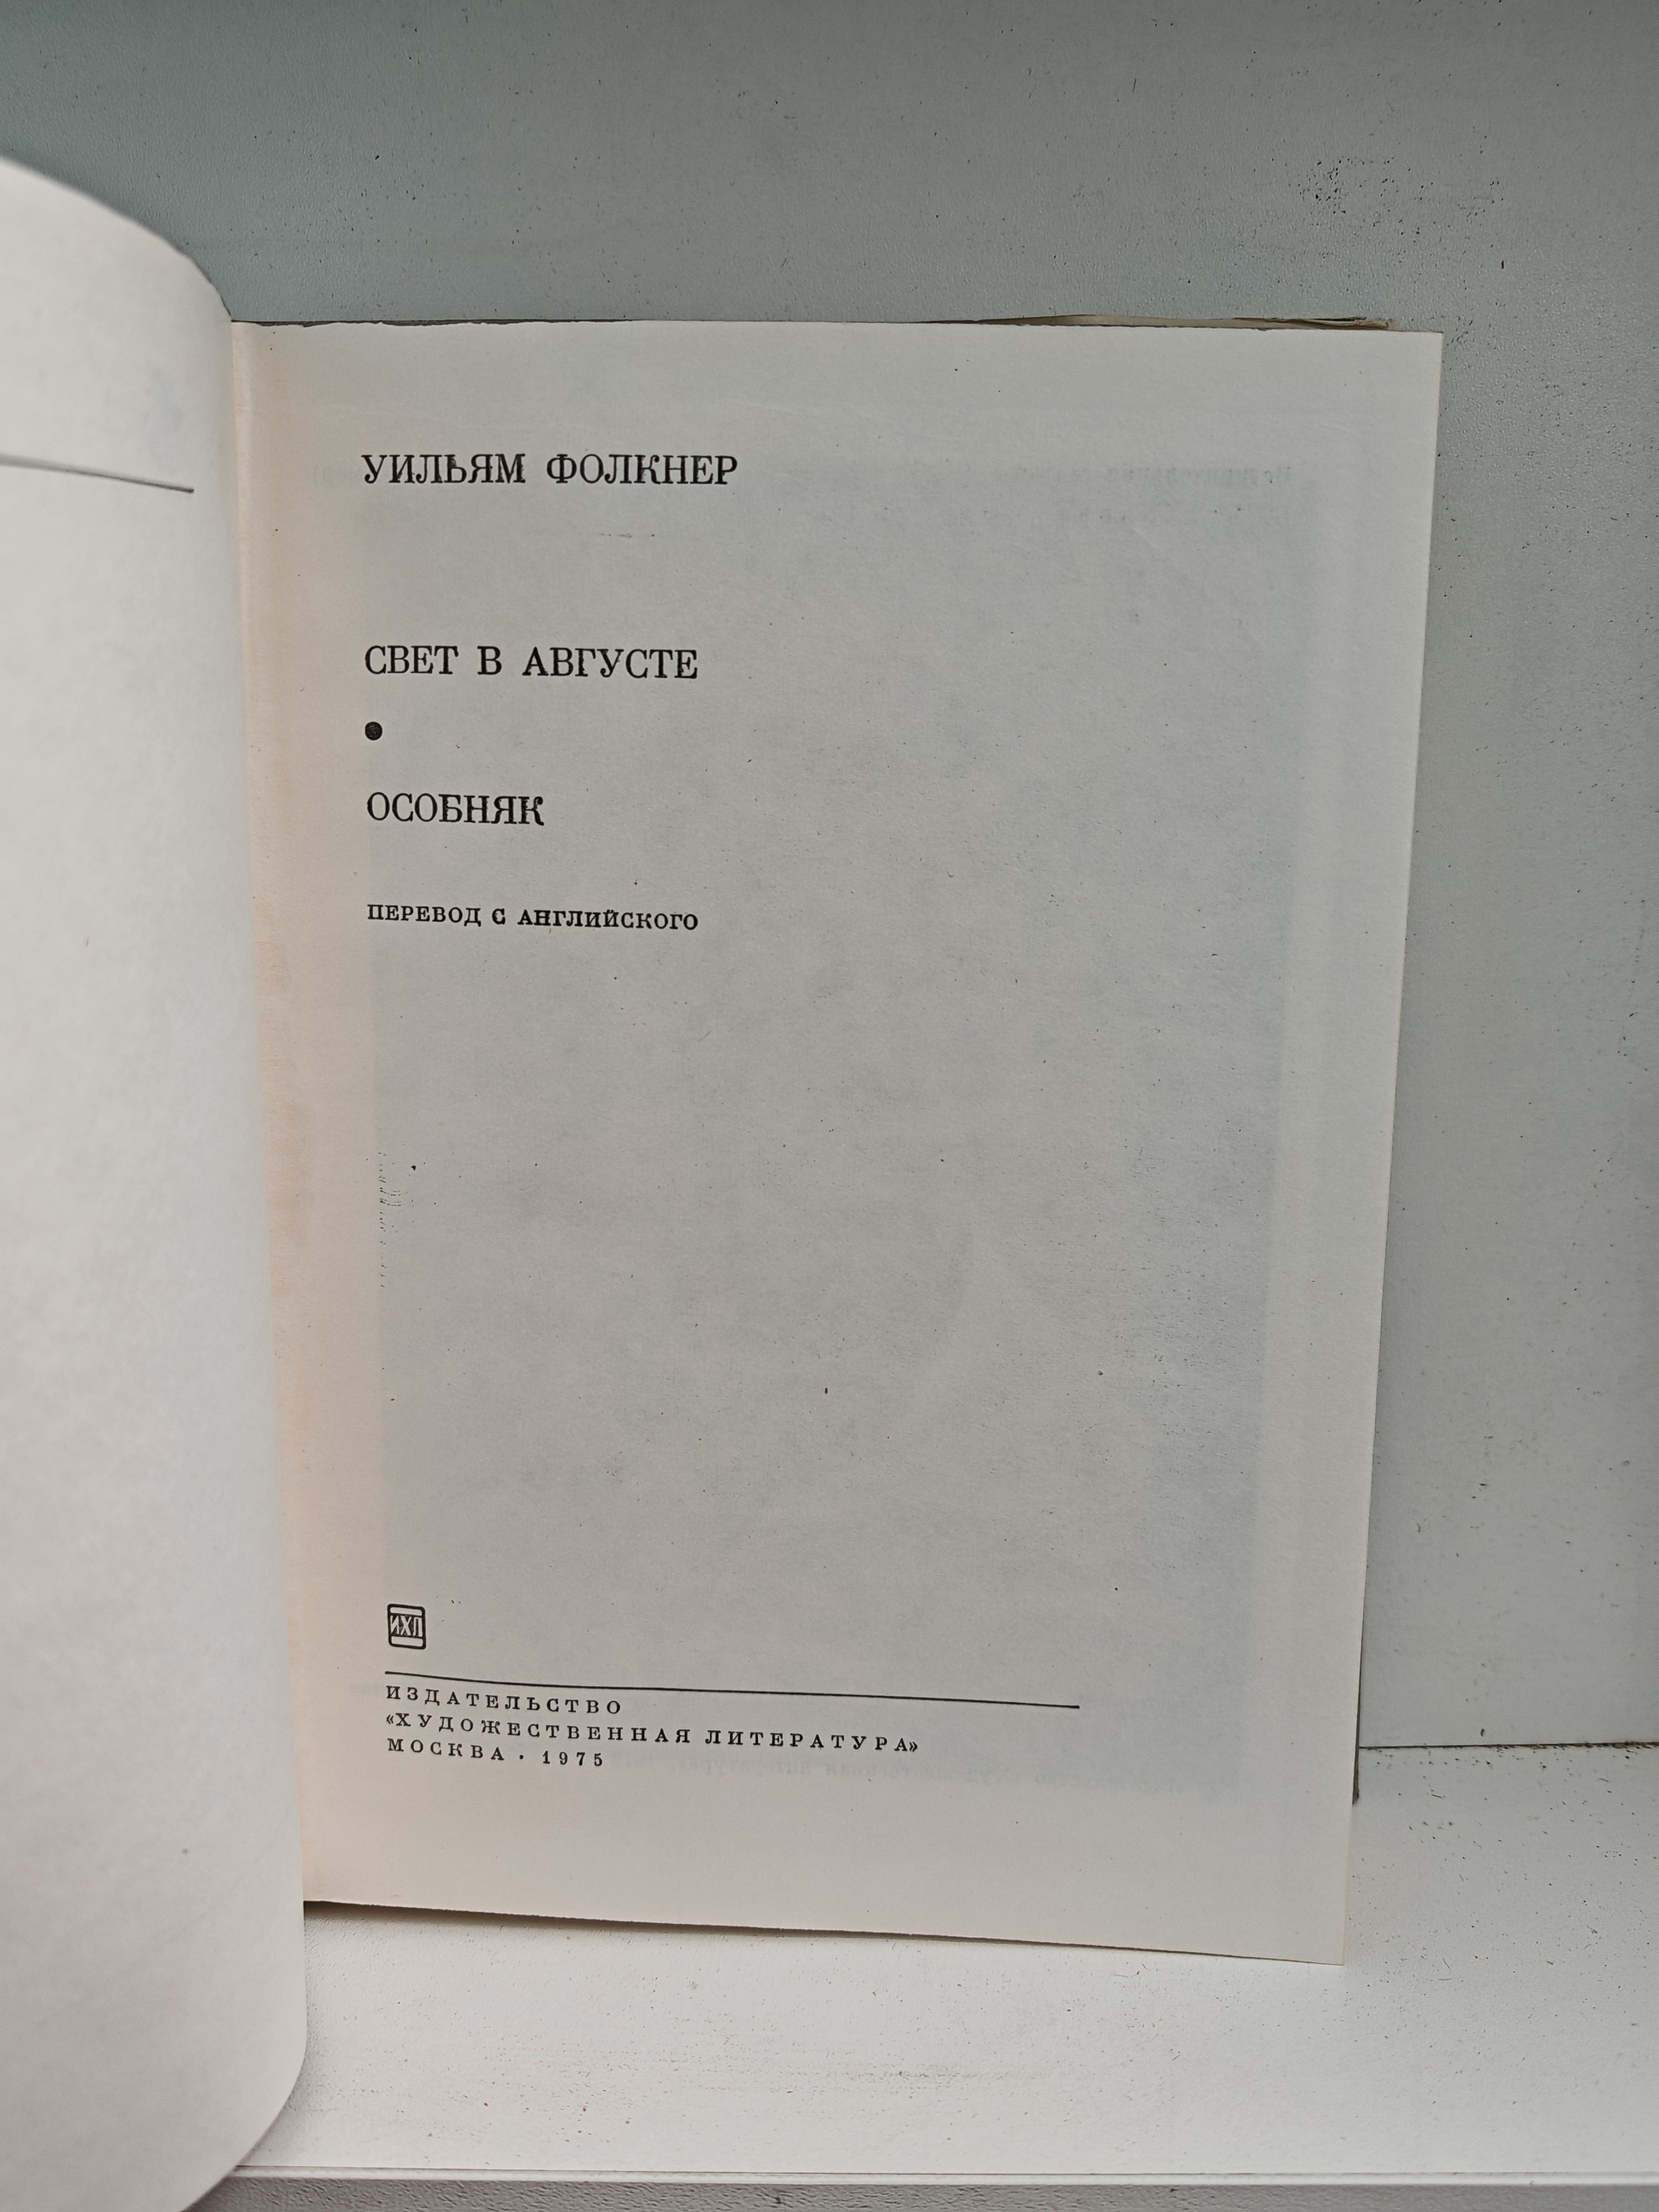 УИЛЬЯМ ФОЛКНЕР
СВЕТ В АВГУСТЕ
•
ОСОБНЯК
ПЕРЕВОД С АНГЛИЙСКОГО
ИХЛ
ИЗДАТЕЛЬСТВО
«ХУДОЖЕСТВЕННАЯ ЛИТЕРАТУРА»
МОСКВА · 1975